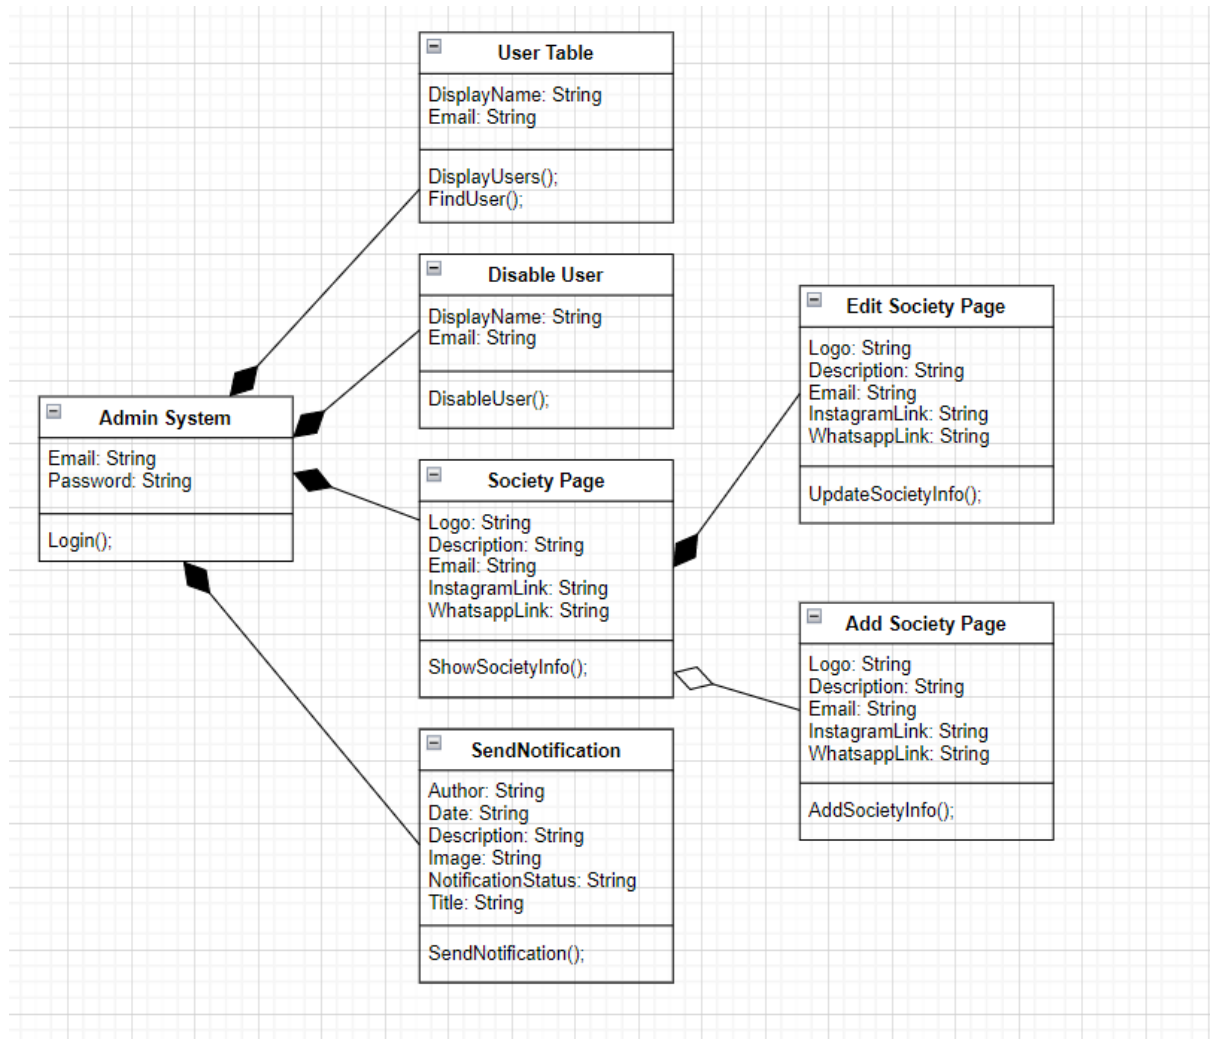 User Table
DisplayName: String
Email: String
DisplayUsers();
FindUser();
Disable User
DisplayName: String
Email: String
DisableUser();
Admin System
Email: String
Password: String
Login();
Society Page
Logo: String
Description: String
Email: String
InstagramLink: String
WhatsappLink: String
ShowSocietyInfo();
SendNotification
Author: String
Date: String
Description: String
Image: String
NotificationStatus: String
Title: String
SendNotification();
Edit Society Page
Logo: String
Description: String
Email: String
InstagramLink: String
WhatsappLink: String
UpdateSocietyInfo();
Add Society Page
Logo: String
Description: String
Email: String
InstagramLink: String
WhatsappLink: String
AddSocietyInfo();